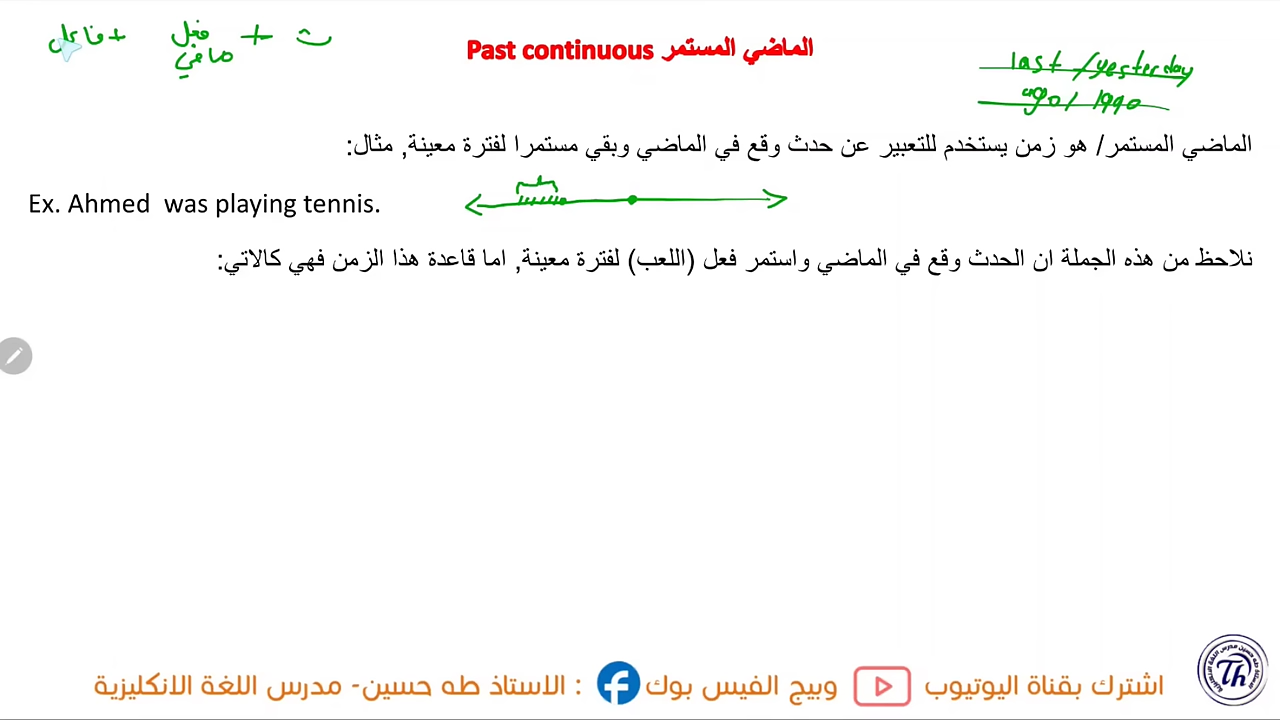 فاعل + فعل ماضي + ت
الماضي المستمر Past continuous
last / yesterday
ago / 1990
الماضي المستمر/ هو زمن يستخدم للتعبير عن حدث وقع في الماضي وبقي مستمرا لفترة معينة, مثال:
Ex. Ahmed was playing tennis.
نلاحظ من هذه الجملة ان الحدث وقع في الماضي واستمر فعل (اللعب) لفترة معينة, اما قاعدة هذا الزمن فهي كالاتي:
اشترك بقناة اليوتيوب وبيج الفيس بوك : الاستاذ طه حسين- مدرس اللغة الانكليزية
Th